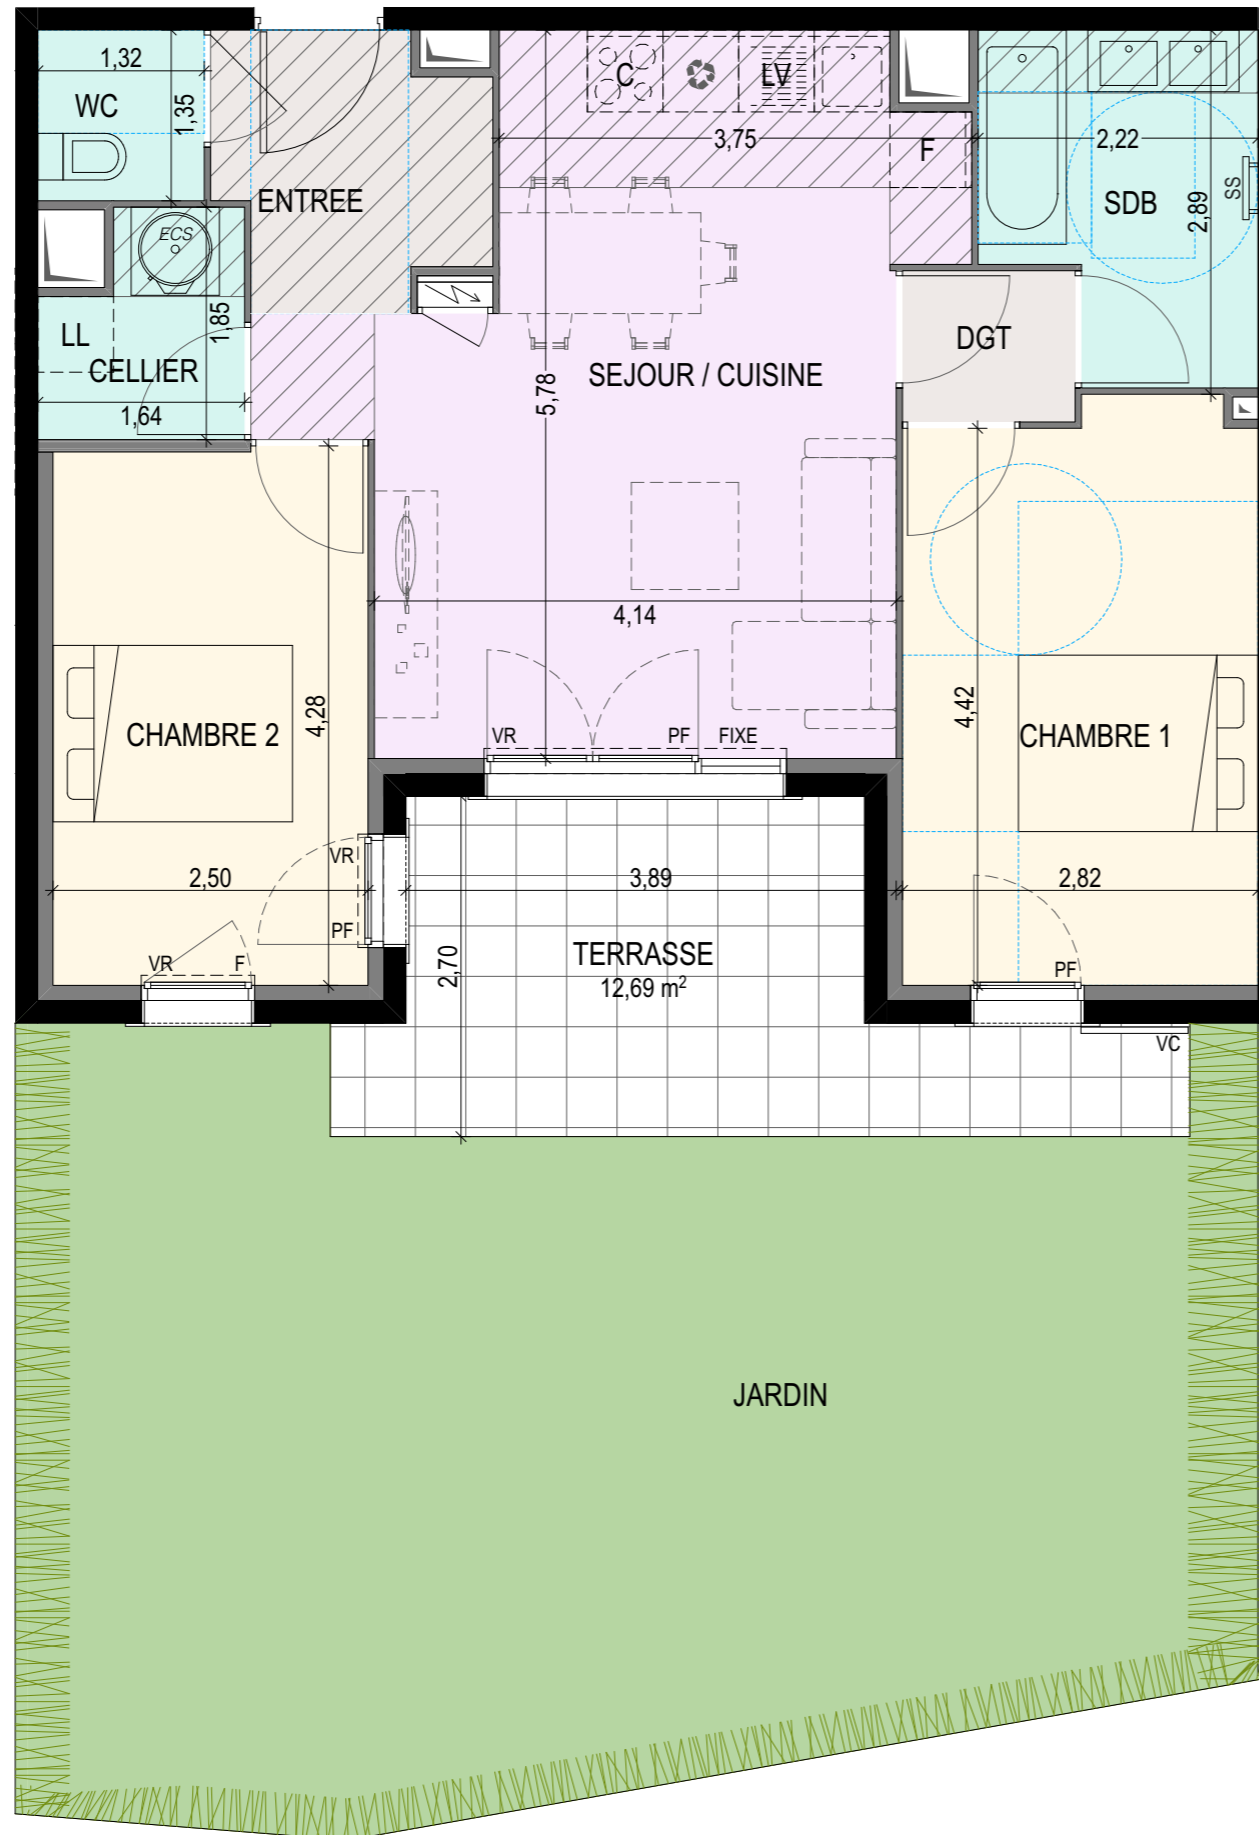 1,32
WC
1,35
ENTREE
ECS
1,85
LL
CELLIER
1,64
C
LV
3,75
F
2,22
SDB
SS
2,89
DGT
SEJOUR / CUISINE
5,78
4,14
CHAMBRE 2
4,28
VR
PF
FIXE
4,42
CHAMBRE 1
VR
2,50
PF
VR
F
3,89
2,82
TERRASSE
12,69 m²
2,70
PF
VC
JARDIN